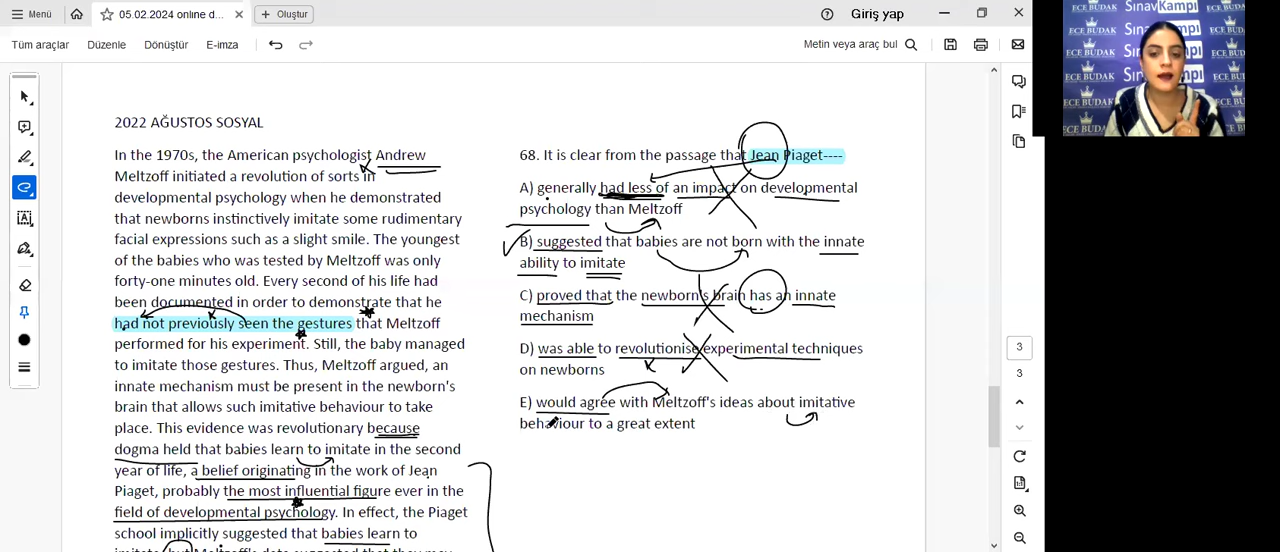 Menü
05.02.2024 online d...
Oluştur
Giriş yap
Tüm araçlar
Düzenle
Dönüştür
E-imza
Metin veya araç bul
2022 AĞUSTOS SOSYAL
In the 1970s, the American psychologist Andrew
Meltzoff initiated a revolution of sorts in
developmental psychology when he demonstrated
that newborns instinctively imitate some rudimentary
facial expressions such as a slight smile. The youngest
of the babies who was tested by Meltzoff was only
forty-one minutes old. Every second of his life had
been documented in order to demonstrate that he
had not previously seen the gestures that Meltzoff
performed for his experiment. Still, the baby managed
to imitate those gestures. Thus, Meltzoff argued, an
innate mechanism must be present in the newborn's
brain that allows such imitative behaviour to take
place. This evidence was revolutionary because
dogma held that babies learn to imitate in the second
year of life, a belief originating in the work of Jean
Piaget, probably the most influential figure ever in the
field of developmental psychology. In effect, the Piaget
school implicitly suggested that babies learn to
imitate, but Meltzoff's data suggested that they may
68. It is clear from the passage that Jean Piaget----
A) generally had less of an impact on developmental
psychology than Meltzoff
B) suggested that babies are not born with the innate
ability to imitate
C) proved that the newborn's brain has an innate
mechanism
D) was able to revolutionise experimental techniques
on newborns
E) would agree with Meltzoff's ideas about imitative
behaviour to a great extent
3
3
SınavKampı
ECE BUDAK